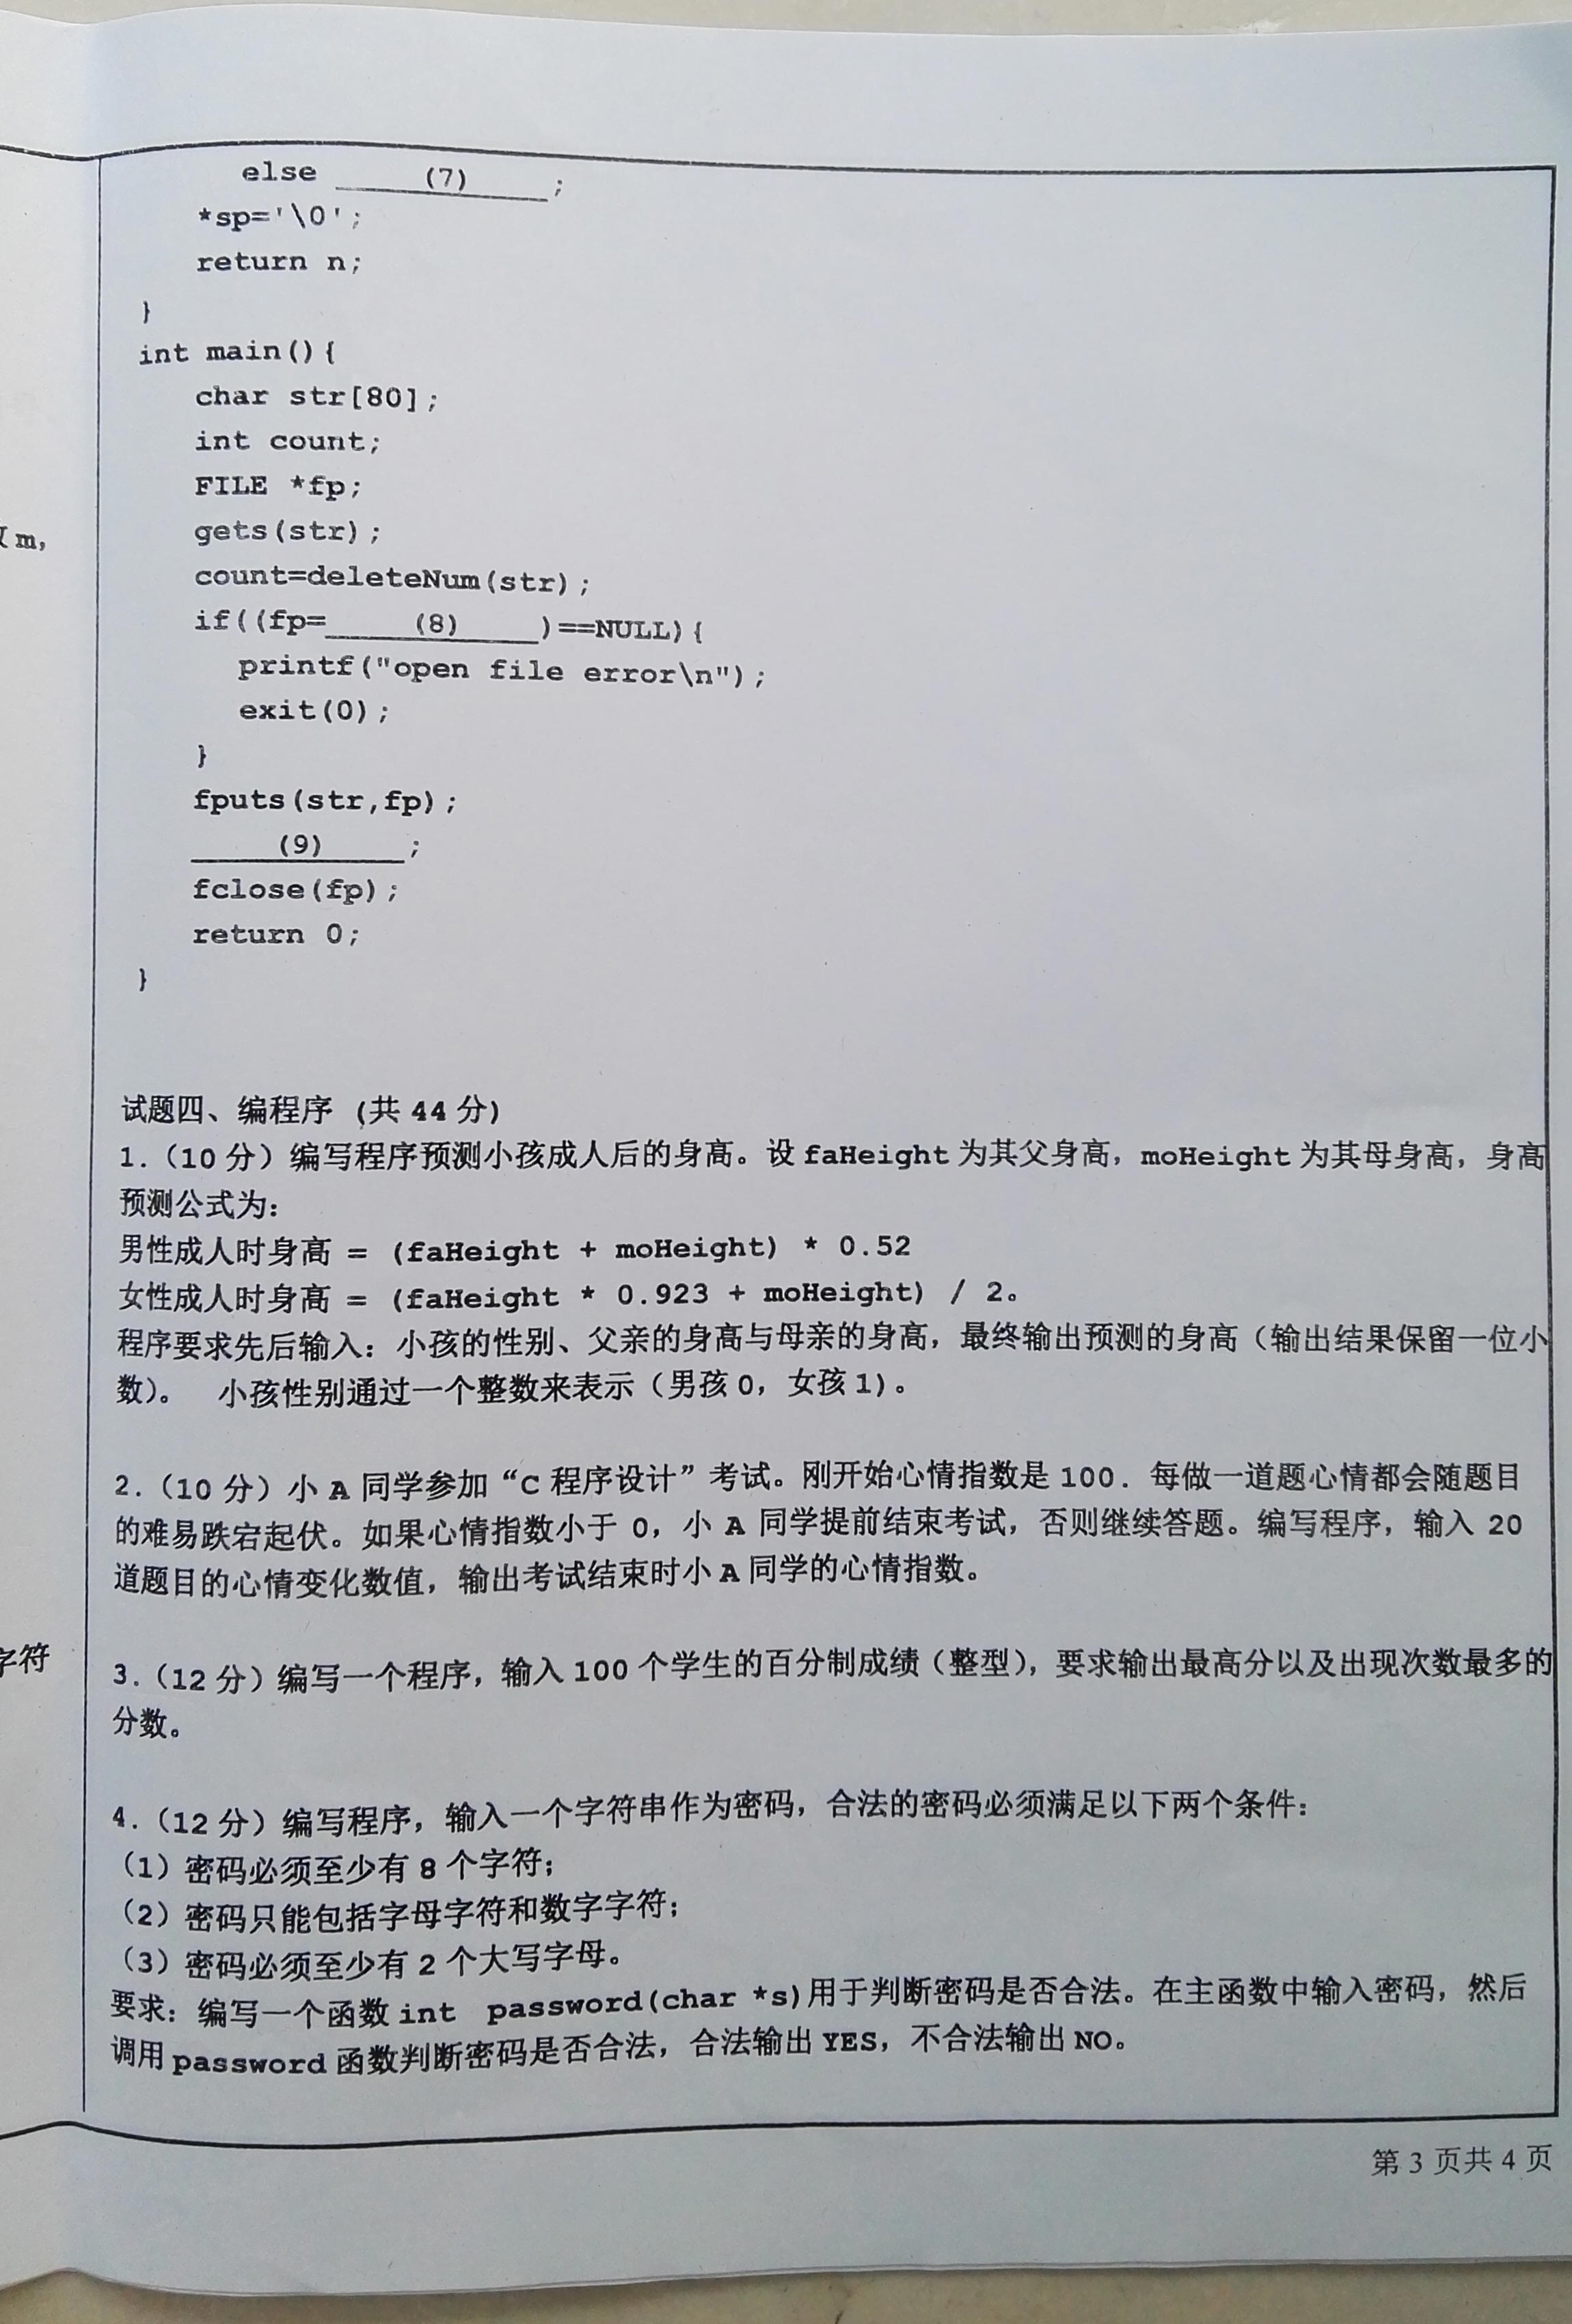 else (7) ;
*sp='\0';
return n;
}
int main(){
char str[80];
int count;
FILE *fp;
gets(str);
m,
count=deleteNum(str);
if((fp= (8) )==NULL){
printf("open file error\n");
exit(0);
}
fputs(str,fp);
(9) ;
fclose(fp);
return 0;
}
试题四、编程序 (共 44 分)
1.(10 分)编写程序预测小孩成人后的身高。设 faHeight 为其父身高,moHeight 为其母身高,身高
预测公式为:
男性成人时身高 = (faHeight + moHeight) * 0.52
女性成人时身高 = (faHeight * 0.923 + moHeight) / 2。
程序要求先后输入:小孩的性别、父亲的身高与母亲的身高,最终输出预测的身高(输出结果保留一位小
数)。 小孩性别通过一个整数来表示(男孩 0,女孩 1)。
2.(10 分)小 A 同学参加“C 程序设计”考试。刚开始心情指数是 100. 每做一道题心情都会随题目
的难易跌宕起伏。如果心情指数小于 0,小 A 同学提前结束考试,否则继续答题。编写程序,输入 20
道题目的心情变化数值,输出考试结束时小 A 同学的心情指数。
字符
3.(12 分)编写一个程序,输入 100 个学生的百分制成绩(整型),要求输出最高分以及出现次数最多的
分数。
4.(12 分)编写程序,输入一个字符串作为密码,合法的密码必须满足以下两个条件:
(1)密码必须至少有 8 个字符;
(2)密码只能包括字母字符和数字字符;
(3)密码必须至少有 2 个大写字母。
要求:编写一个函数 int password(char *s)用于判断密码是否合法。在主函数中输入密码,然后
调用 password 函数判断密码是否合法,合法输出 YES,不合法输出 NO。
第 3 页共 4 页